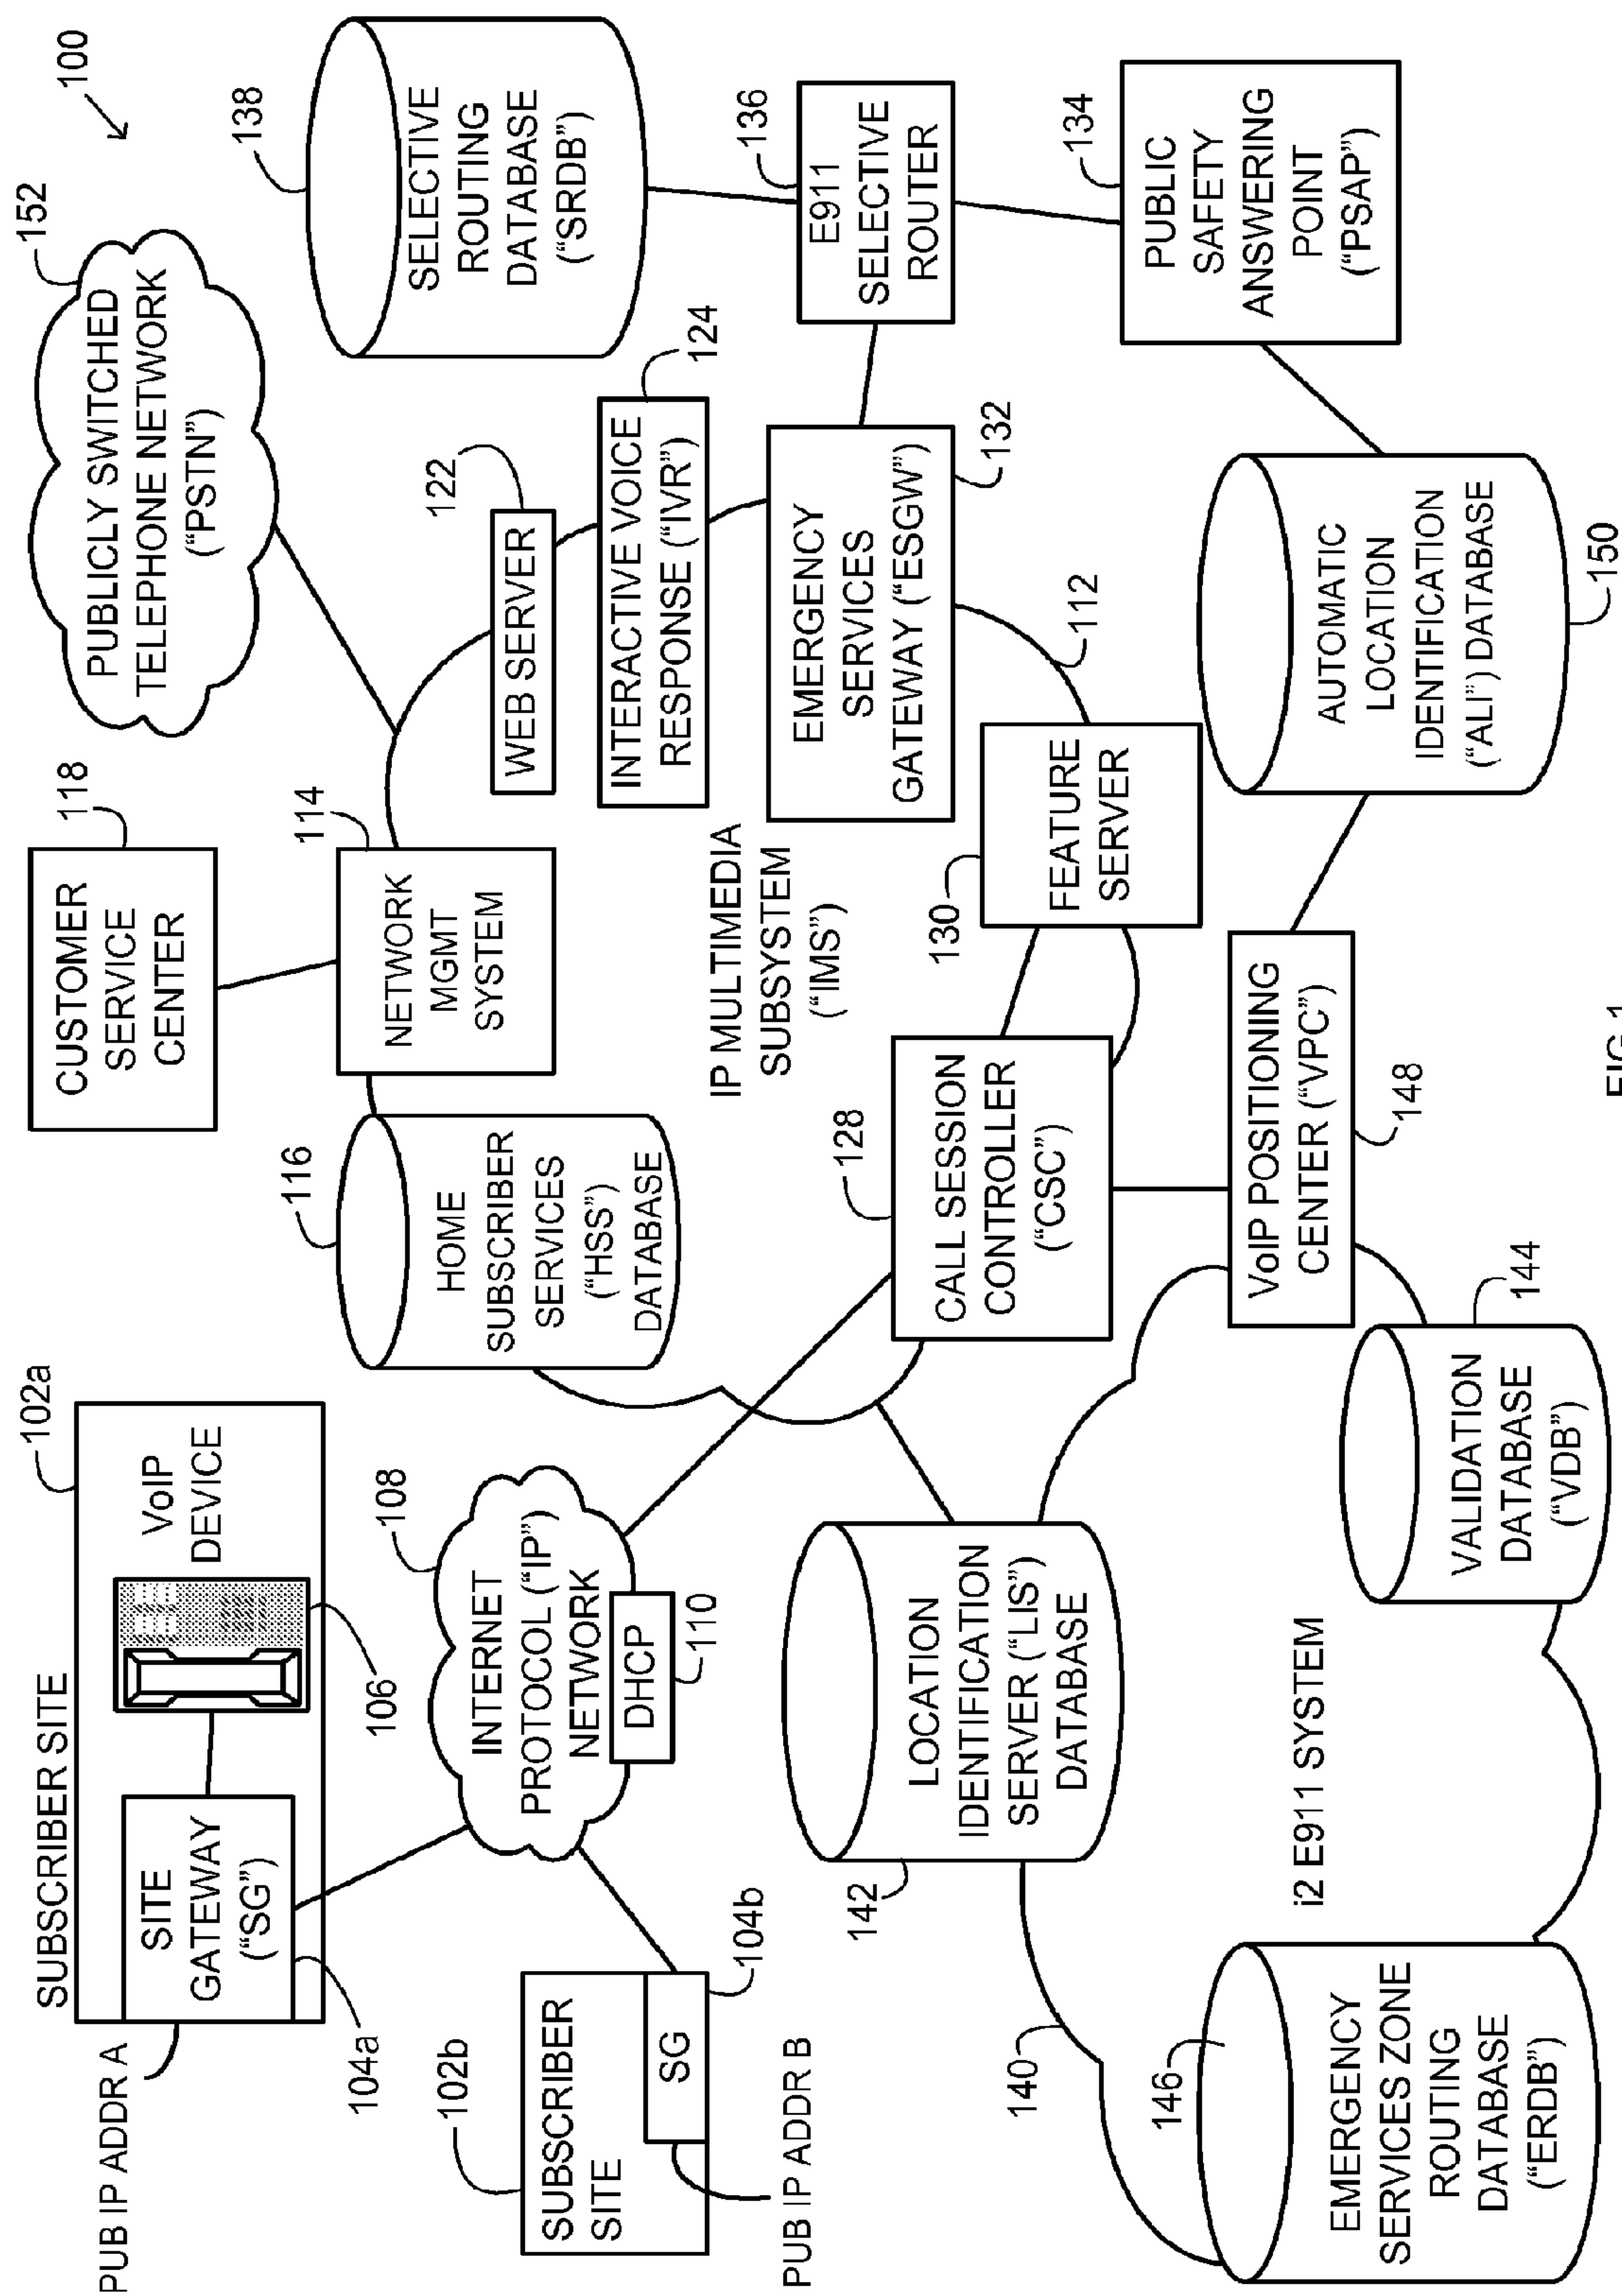 100
PUB IP ADDR A
SUBSCRIBER SITE
102a
SITE
GATEWAY
("SG")
104a
VoIP
DEVICE
106
CUSTOMER
SERVICE
CENTER
118
PUBLICLY SWITCHED
TELEPHONE NETWORK
("PSTN")
152
102b
SUBSCRIBER
SITE
SG
104b
PUB IP ADDR B
INTERNET
PROTOCOL ("IP")
NETWORK
108
DHCP
110
116
HOME
SUBSCRIBER
SERVICES
("HSS")
DATABASE
114
NETWORK
MGMT
SYSTEM
122
WEB SERVER
INTERACTIVE VOICE
RESPONSE ("IVR")
124
138
SELECTIVE
ROUTING
DATABASE
("SRDB")
IP MULTIMEDIA
SUBSYSTEM
("IMS")
EMERGENCY
SERVICES
GATEWAY ("ESGW")
132
136
E911
SELECTIVE
ROUTER
142
LOCATION
IDENTIFICATION
SERVER ("LIS")
DATABASE
128
CALL SESSION
CONTROLLER
("CSC")
130
FEATURE
SERVER
112
134
PUBLIC
SAFETY
ANSWERING
POINT
("PSAP")
140
146
EMERGENCY
SERVICES ZONE
ROUTING
DATABASE
("ERDB")
i2 E911 SYSTEM
144
VALIDATION
DATABASE
("VDB")
VoIP POSITIONING
CENTER ("VPC")
148
AUTOMATIC
LOCATION
IDENTIFICATION
("ALI") DATABASE
150